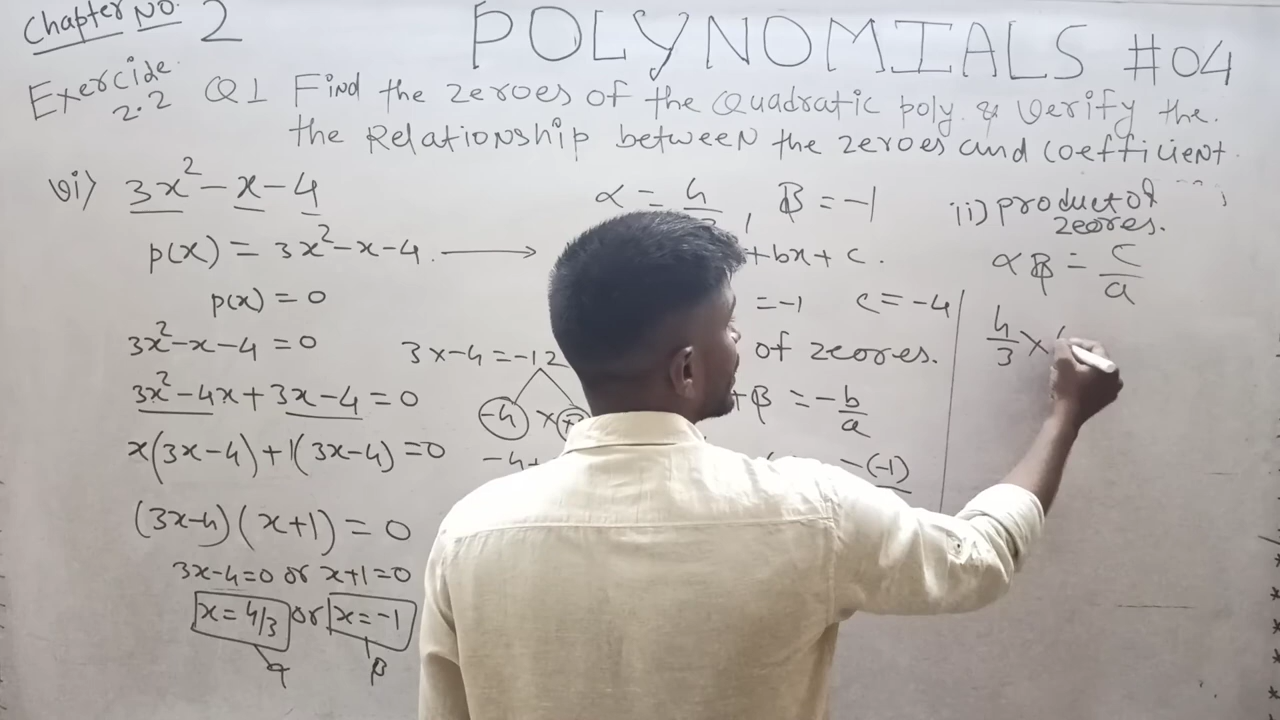 Chapter No. 2
POLYNOMIALS #04
Exercise 2.2
Q1 Find the zeroes of the Quadratic poly. & Verify the.
the Relationship between the zeroes and coefficient.
vi) 3x² - x - 4
p(x) = 3x² - x - 4.
p(x) = 0
3x² - x - 4 = 0
3x² - 4x + 3x - 4 = 0
x(3x-4) + 1(3x-4) = 0
(3x-4) (x+1) = 0
3x-4=0 or x+1=0
x = 4/3 or x = -1
α β
3 x -4 = -12
-4 x
-4+
α = 4/3, β = -1
+bx + c.
= -1 c = -4
of zeores.
+ β = -b/a
-(-1)
ii) product of
zeores.
αβ = c/a
4/3 x (